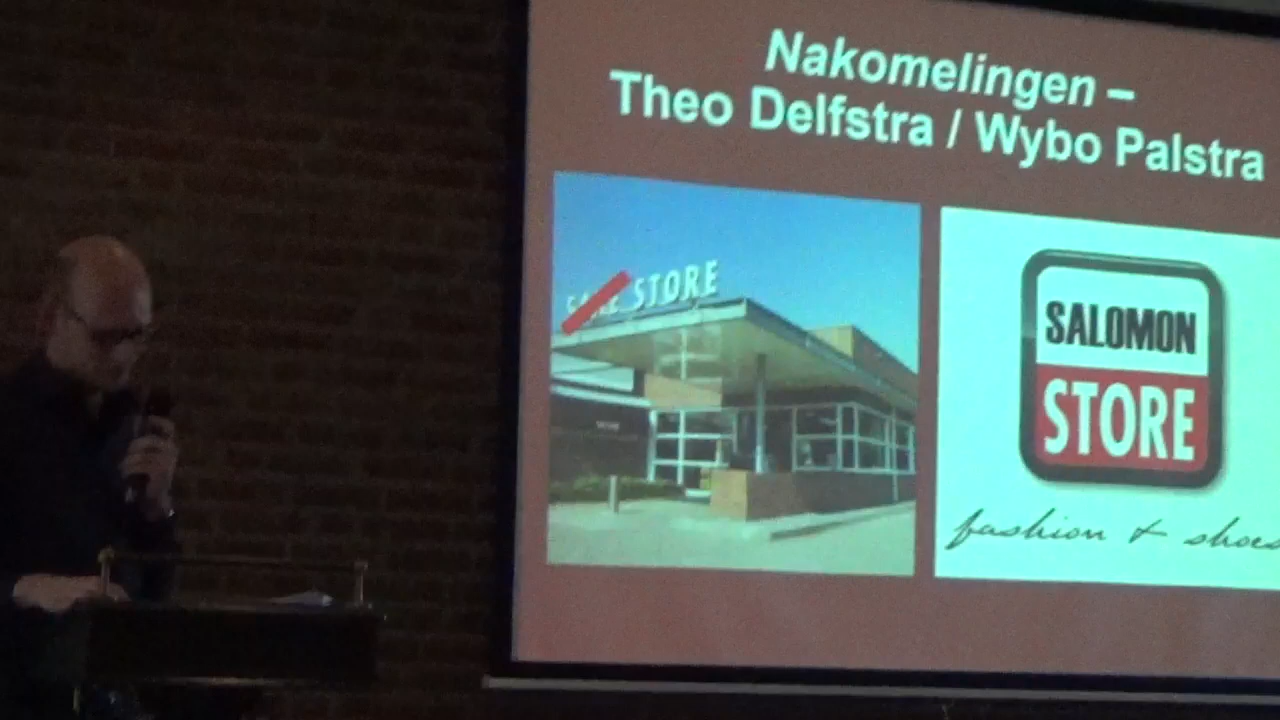 Nakomelingen –
Theo Delfstra / Wybo Palstra
STORE
SALOMON
STORE
fashion & shoes